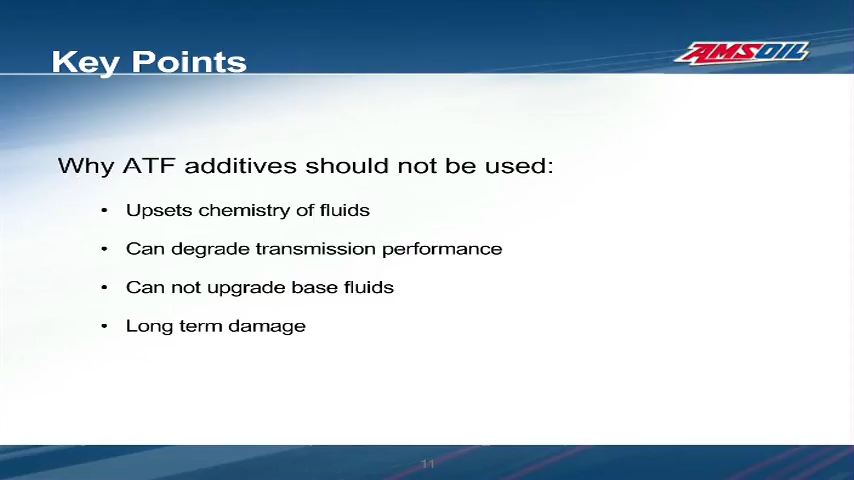 Key Points
AMSOIL
Why ATF additives should not be used:
• Upsets chemistry of fluids
• Can degrade transmission performance
• Can not upgrade base fluids
• Long term damage
11